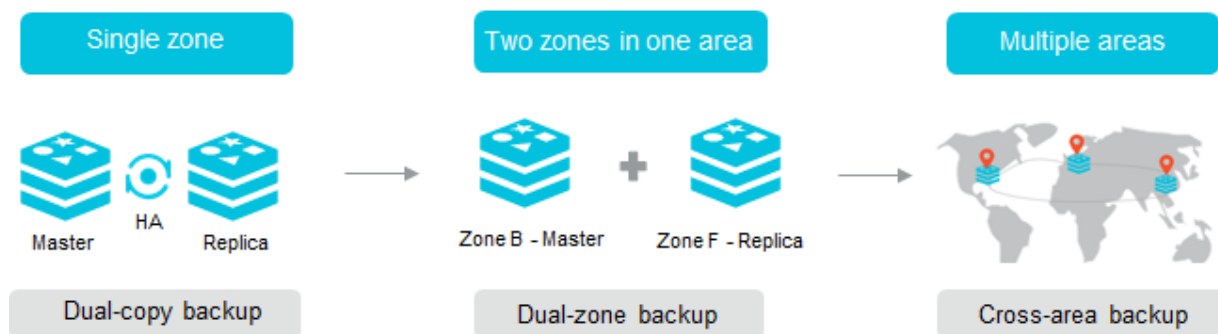 Single zone
Two zones in one area
Multiple areas
HA
Master
Replica
Zone B - Master
Zone F - Replica
Dual-copy backup
Dual-zone backup
Cross-area backup